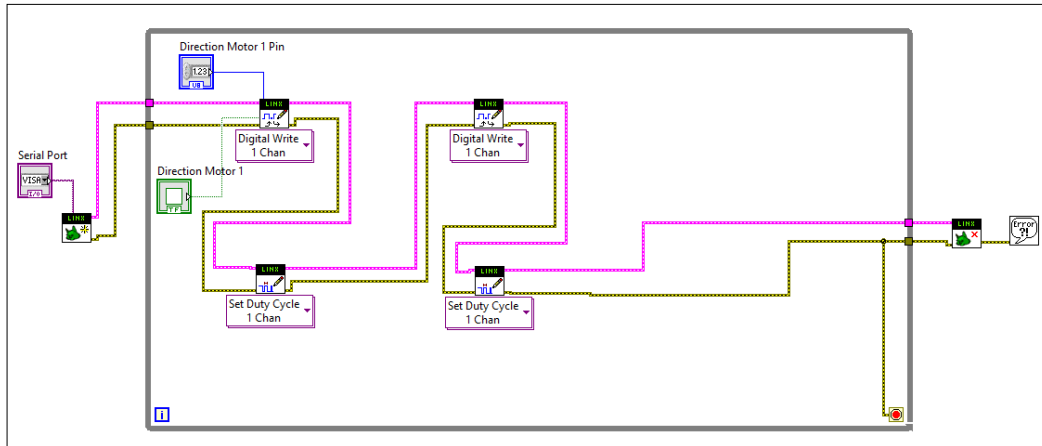 Direction Motor 1 Pin
1.23
U8
LINX
LINX
Digital Write
1 Chan
Digital Write
1 Chan
Serial Port
VISA
I/O
Direction Motor 1
TF
LINX
LINX
LINX
Error
?!
LINX
LINX
Set Duty Cycle
1 Chan
Set Duty Cycle
1 Chan
i